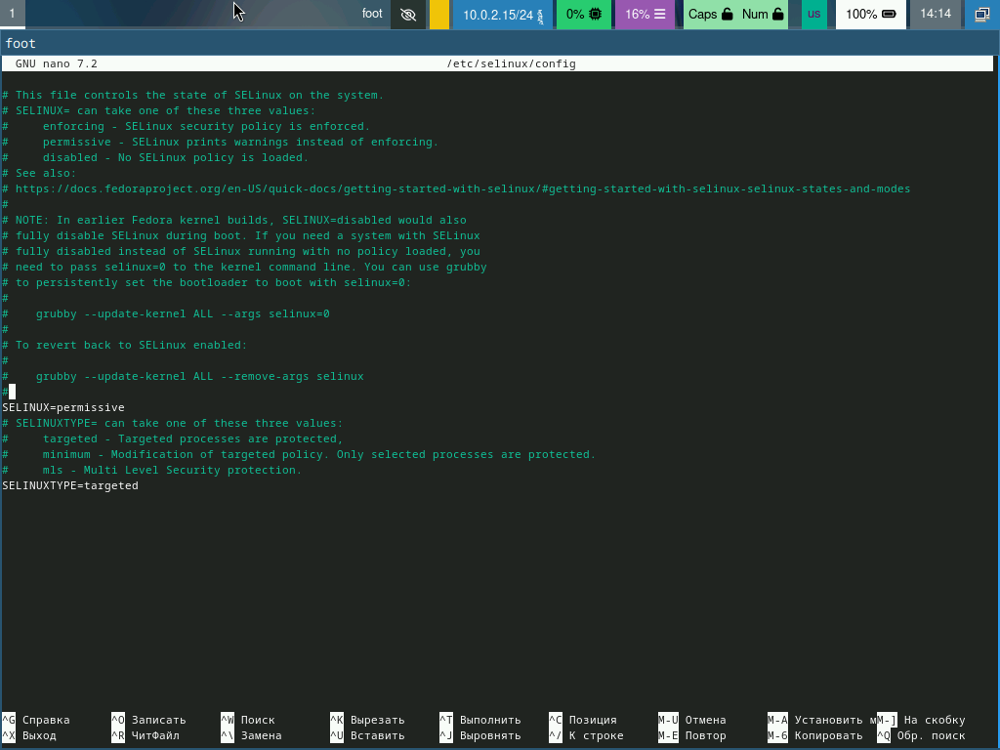 1 foot 10.0.2.15/24 0% 16% Caps Num us 100% 14:14
foot
GNU nano 7.2 /etc/selinux/config
# This file controls the state of SELinux on the system.
# SELINUX= can take one of these three values:
#     enforcing - SELinux security policy is enforced.
#     permissive - SELinux prints warnings instead of enforcing.
#     disabled - No SELinux policy is loaded.
# See also:
# https://docs.fedoraproject.org/en-US/quick-docs/getting-started-with-selinux/#getting-started-with-selinux-selinux-states-and-modes
#
# NOTE: In earlier Fedora kernel builds, SELINUX=disabled would also
# fully disable SELinux during boot. If you need a system with SELinux
# fully disabled instead of SELinux running with no policy loaded, you
# need to pass selinux=0 to the kernel command line. You can use grubby
# to persistently set the bootloader to boot with selinux=0:
#
#    grubby --update-kernel ALL --args selinux=0
#
# To revert back to SELinux enabled:
#
#    grubby --update-kernel ALL --remove-args selinux
#
SELINUX=permissive
# SELINUXTYPE= can take one of these three values:
#     targeted - Targeted processes are protected,
#     minimum - Modification of targeted policy. Only selected processes are protected.
#     mls - Multi Level Security protection.
SELINUXTYPE=targeted
^G Справка ^O Записать ^W Поиск ^K Вырезать ^T Выполнить ^C Позиция M-U Отмена M-A Установить мM-] На скобку
^X Выход ^R ЧитФайл ^\ Замена ^U Вставить ^J Выровнять ^/ К строке M-E Повтор M-6 Копировать ^Q Обр. поиск